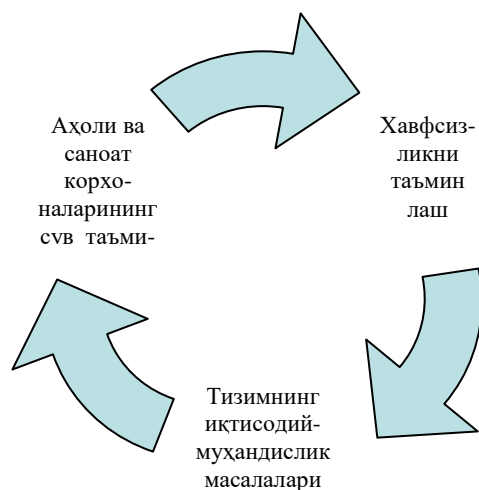 Аҳоли ва
саноат
корхо-
наларининг
сув таъми-
Хавфсиз-
ликни
таъмин
лаш
Тизимнинг
иқтисодий-
муҳандислик
масалалари